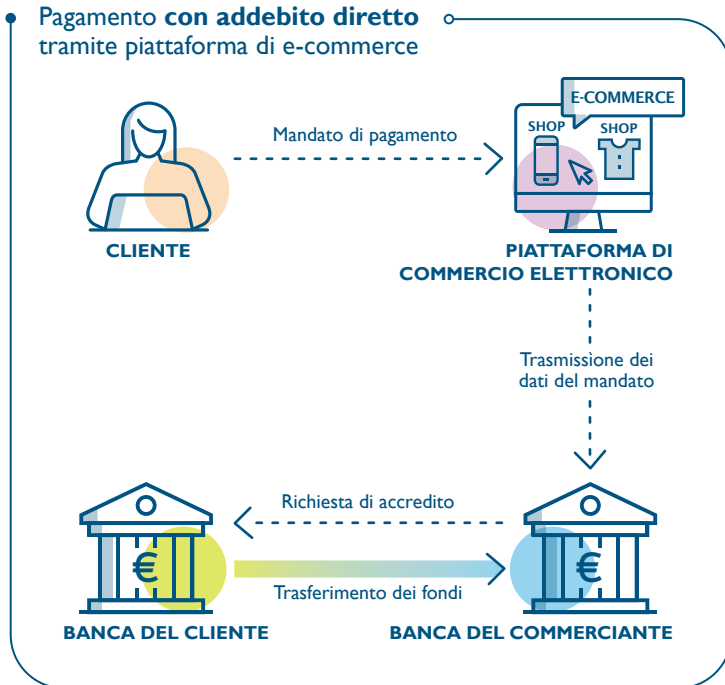 Pagamento con addebito diretto
tramite piattaforma di e-commerce
E-COMMERCE
SHOP
SHOP
Mandato di pagamento
CLIENTE
PIATTAFORMA DI
COMMERCIO ELETTRONICO
Trasmissione dei
dati del mandato
Richiesta di accredito
€
€
Trasferimento dei fondi
BANCA DEL CLIENTE
BANCA DEL COMMERCIANTE